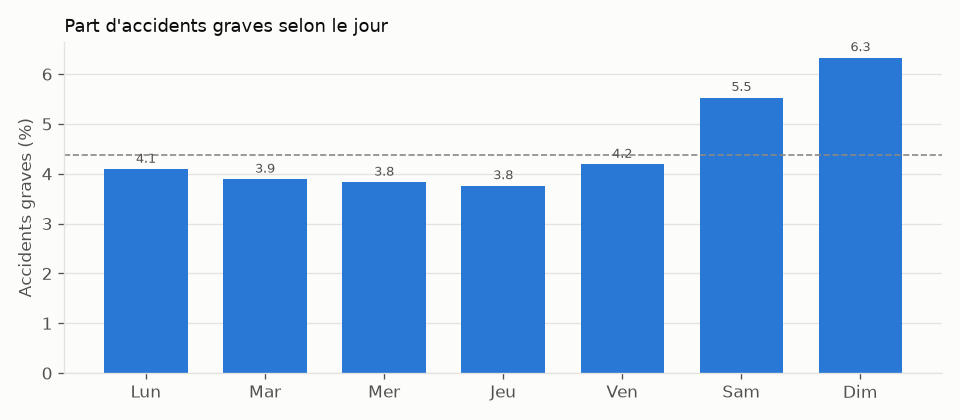 Part d'accidents graves selon le jour
Accidents graves (%)
6
5
4
3
2
1
0
4.1
3.9
3.8
3.8
4.2
5.5
6.3
Lun
Mar
Mer
Jeu
Ven
Sam
Dim